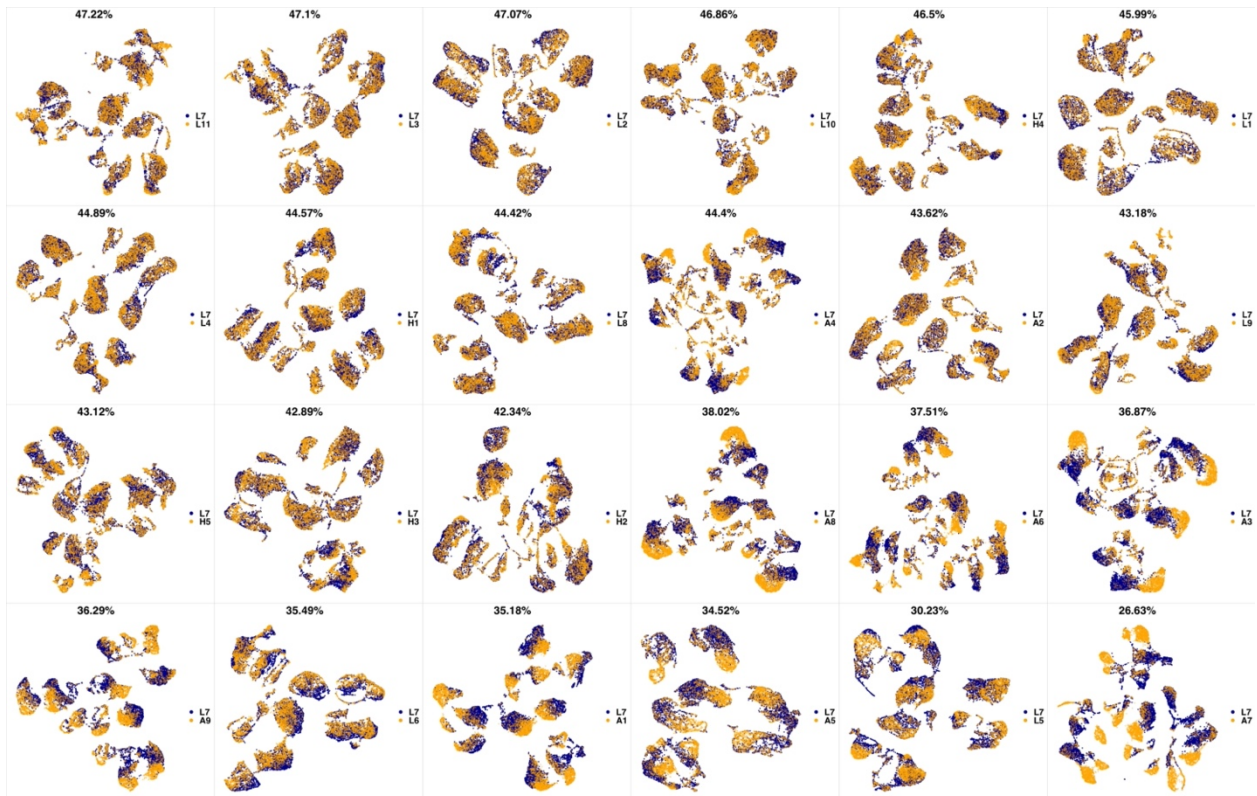 47.22% 47.1% 47.07% 46.86% 46.5% 45.99%
L7 L7 L7 L7 L7 L7
L11 L3 L2 L10 H4 L1
44.89% 44.57% 44.42% 44.4% 43.62% 43.18%
L7 L7 L7 L7 L7 L7
L4 H1 L8 A4 A2 L9
43.12% 42.89% 42.34% 38.02% 37.51% 36.87%
L7 L7 L7 L7 L7 L7
H5 H3 H2 A8 A6 A3
36.29% 35.49% 35.18% 34.52% 30.23% 26.63%
L7 L7 L7 L7 L7 L7
A9 L6 A1 A5 L5 A7